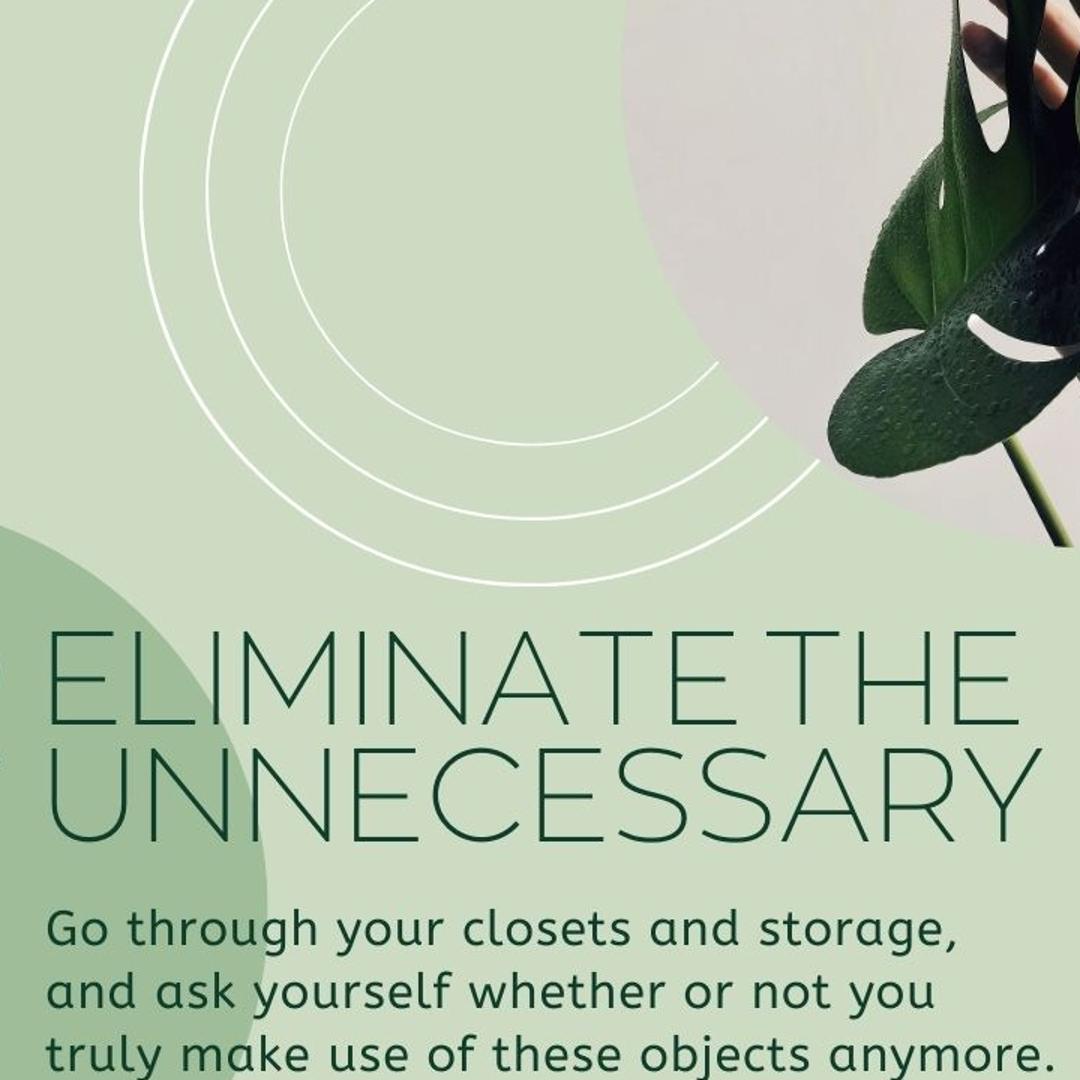 ELIMINATE THE
UNNECESSARY
Go through your closets and storage,
and ask yourself whether or not you
truly make use of these objects anymore.